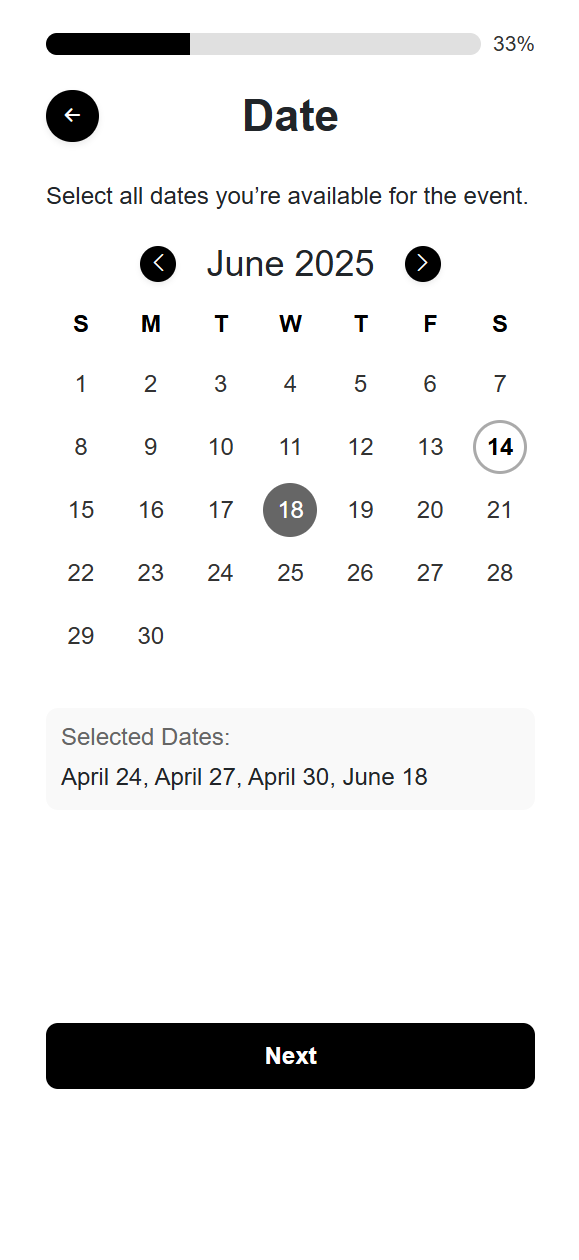 33%
Date
Select all dates you’re available for the event.
June 2025
S M T W T F S
1 2 3 4 5 6 7
8 9 10 11 12 13 14
15 16 17 18 19 20 21
22 23 24 25 26 27 28
29 30
Selected Dates:
April 24, April 27, April 30, June 18
Next